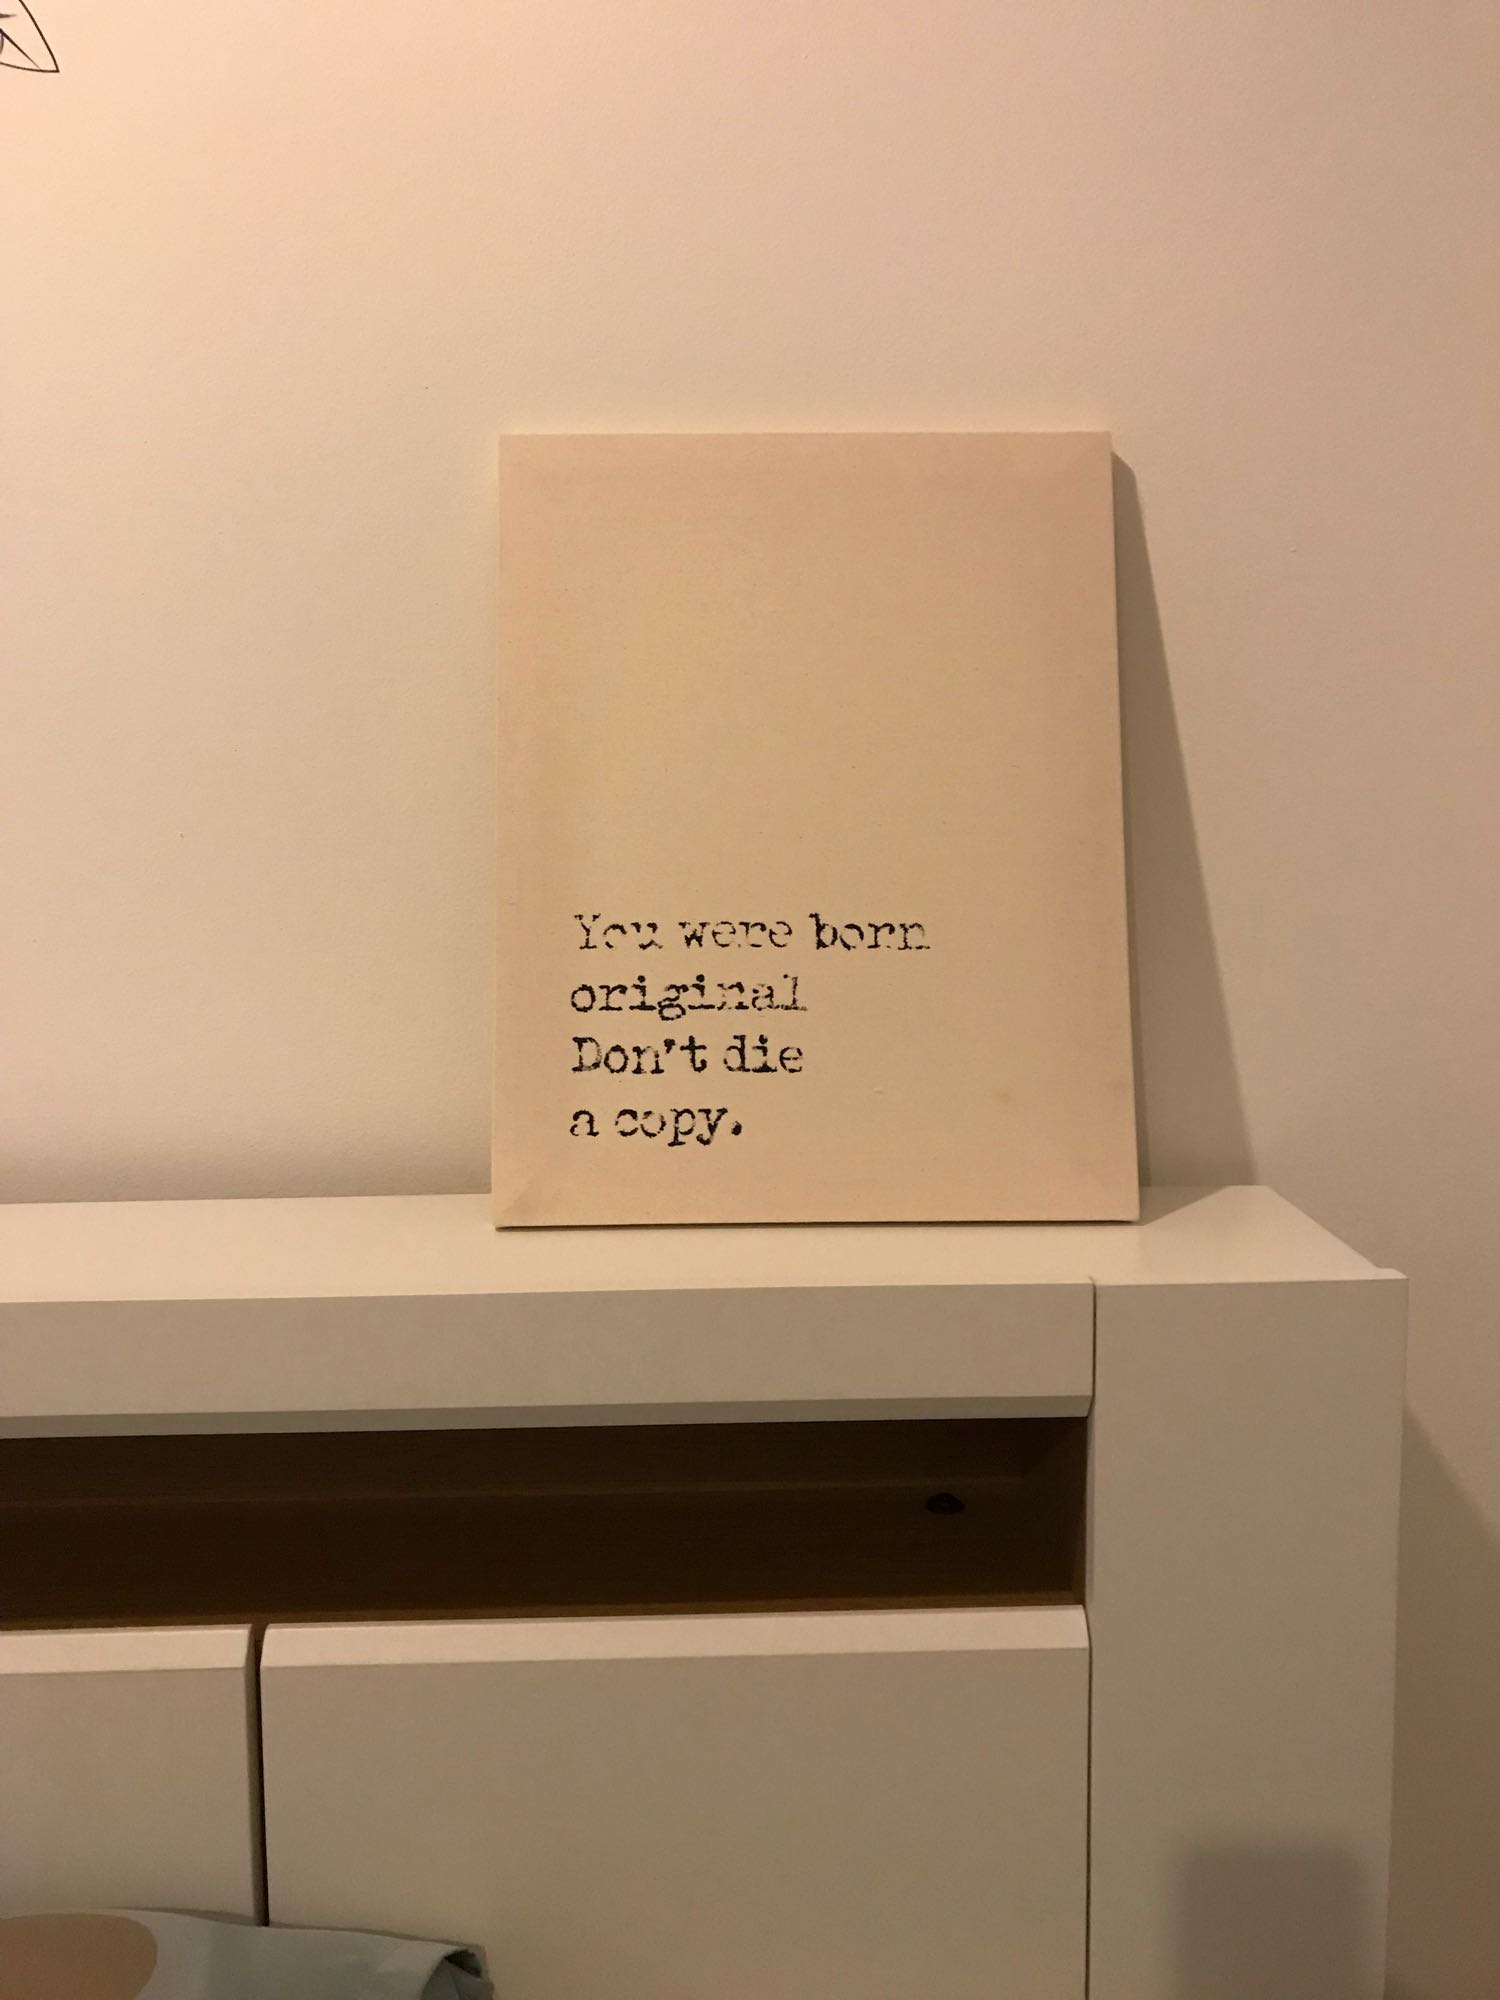 You were born
original
Don't die
a copy.